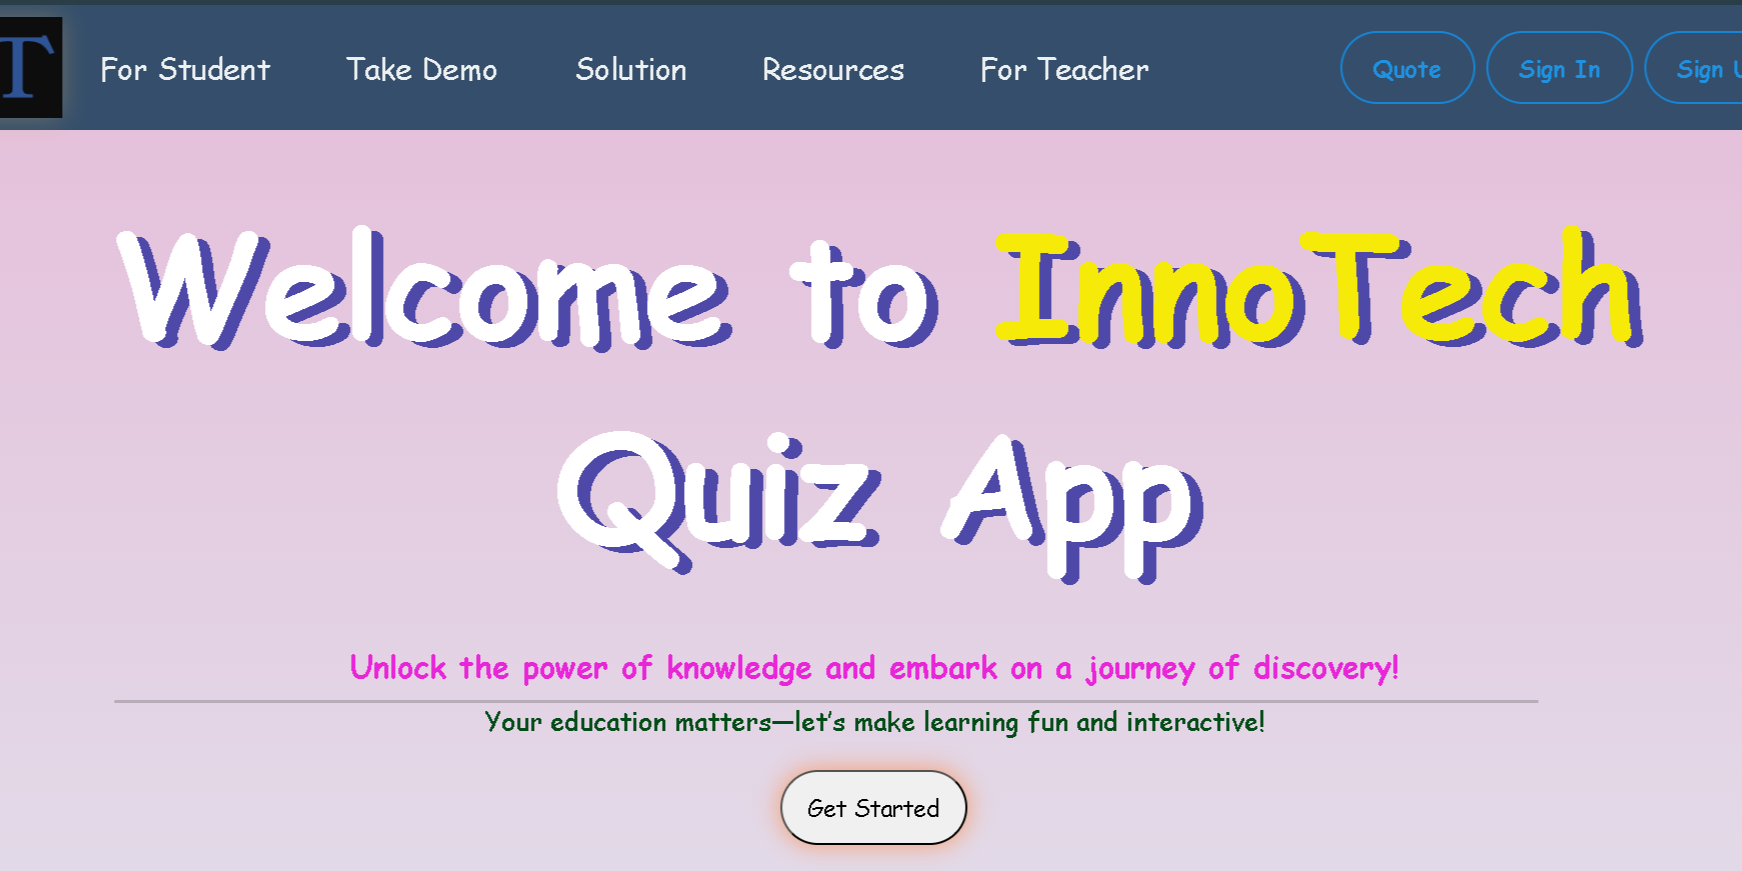 T For Student Take Demo Solution Resources For Teacher Quote Sign In Sign
Welcome to InnoTech
Quiz App
Unlock the power of knowledge and embark on a journey of discovery!
Your education matters—let's make learning fun and interactive!
Get Started